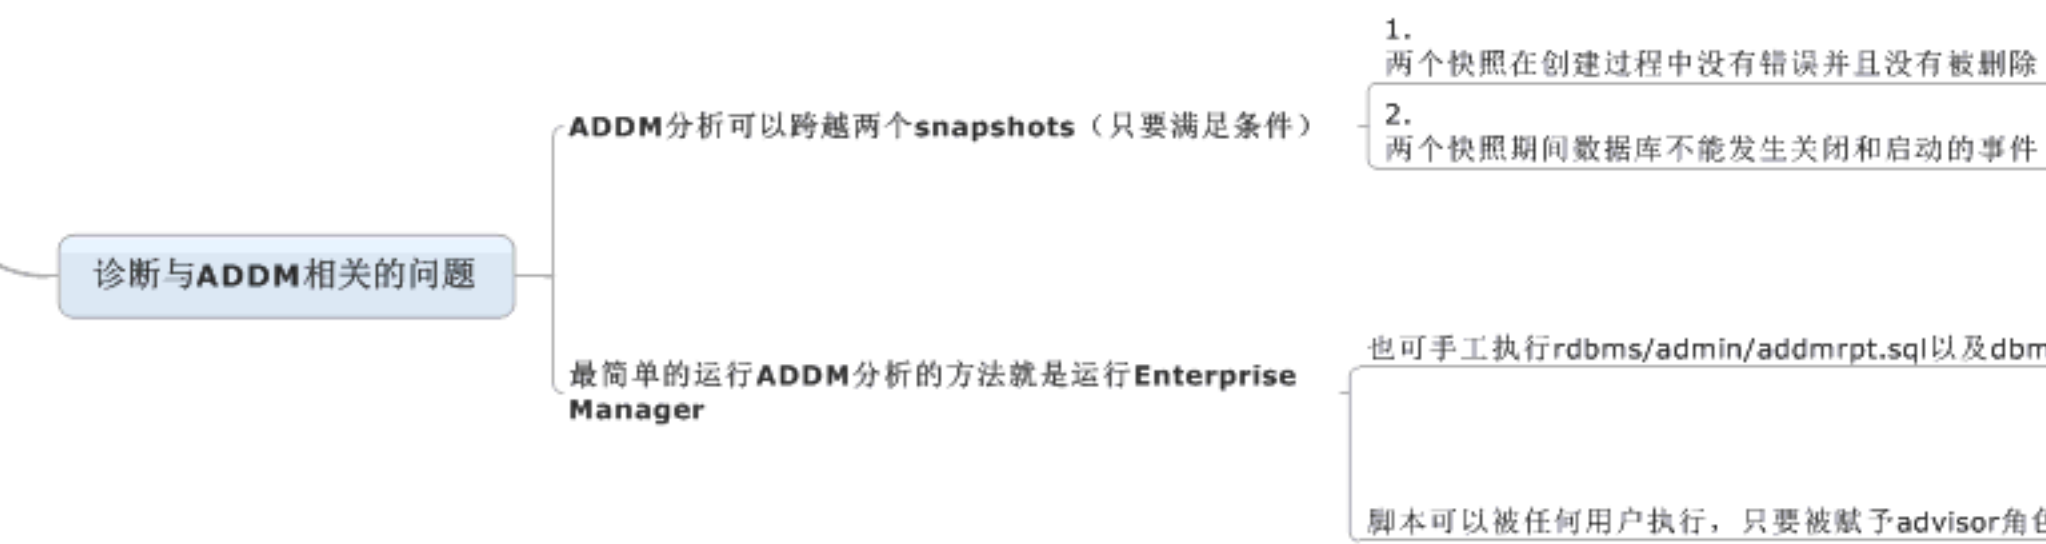 1.
两个快照在创建过程中没有错误并且没有被删除
ADDM分析可以跨越两个snapshots（只要满足条件）
2.
两个快照期间数据库不能发生关闭和启动的事件
诊断与ADDM相关的问题
也可手工执行rdbms/admin/addmrpt.sql以及
最简单的运行ADDM分析的方法就是运行Enterprise
Manager
脚本可以被任何用户执行，只要被赋予advisor角色